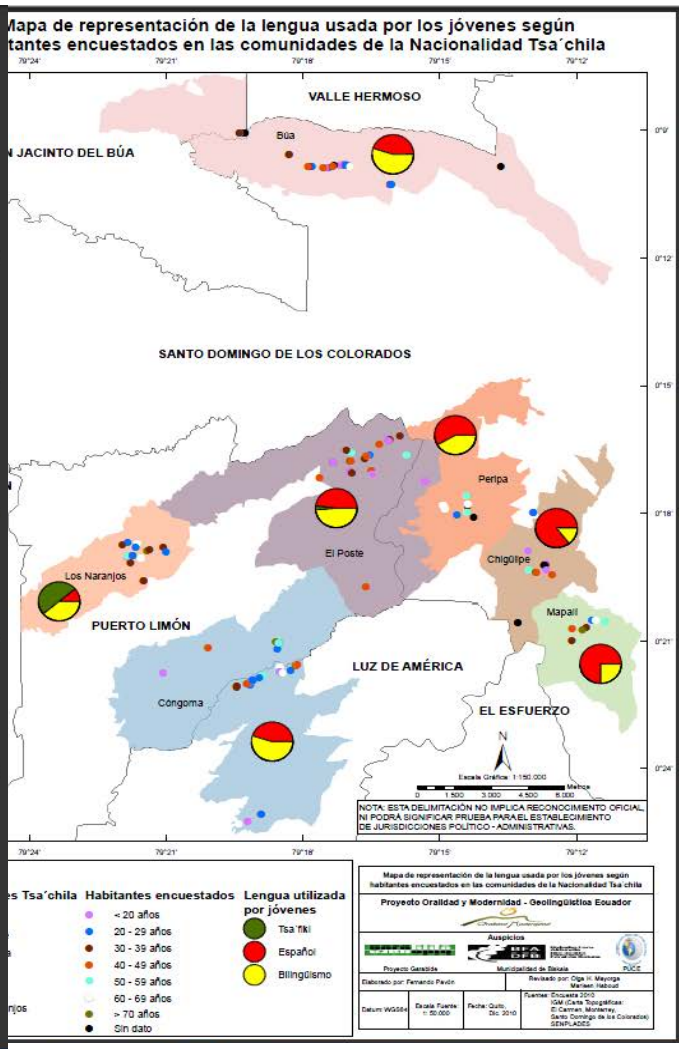 Mapa de representación de la lengua usada por los jóvenes según
tantes encuestados en las comunidades de la Nacionalidad Tsa´chila
79°24' 79°21' 79°18' 79°15' 79°12'
VALLE HERMOSO
Búa
N JACINTO DEL BÚA
0°9'
0°12'
SANTO DOMINGO DE LOS COLORADOS
0°15'
Peripa
0°18'
El Poste
Chigüilpe
Los Naranjos
Mapalí
PUERTO LIMÓN
0°21'
LUZ DE AMÉRICA
Cóngoma
EL ESFUERZO
N
0°24'
Escala Gráfica: 1:150.000
Metros
0 1.500 3.000 4.500 6.000
NOTA: ESTA DELIMITACIÓN NO IMPLICA RECONOCIMIENTO OFICIAL,
NI PODRÁ SIGNIFICAR PRUEBA PARA EL ESTABLECIMIENTO
DE JURISDICCIONES POLÍTICO - ADMINISTRATIVAS.
79°24' 79°21' 79°18' 79°15' 79°12'
es Tsa´chila
njos
Habitantes encuestados
< 20 años
20 - 29 años
30 - 39 años
40 - 49 años
50 - 59 años
60 - 69 años
> 70 años
Sin dato
Lengua utilizada
por jóvenes
Tsa´fiki
Español
Bilingüismo
Mapa de representación de la lengua usada por los jóvenes según
habitantes encuestados en las comunidades de la Nacionalidad Tsa´chila
Proyecto Oralidad y Modernidad - Geolingüística Ecuador
Auspicios
BFA
DFB
Proyecto Garabide
Municipalidad de Bizkaia
PUCE
Elaborado por: Fernando Pavón
Revisado por: Olga H. Mayorga
Marleen Haboud
Datum: WGS84
Escala Fuente:
1: 50.000
Fecha: Quito,
Dic. 2010
Fuentes: Encuesta 2010
IGM (Carta Topográficas:
El Carmen, Monterrey,
Santo Domingo de los Colorados)
SENPLADES